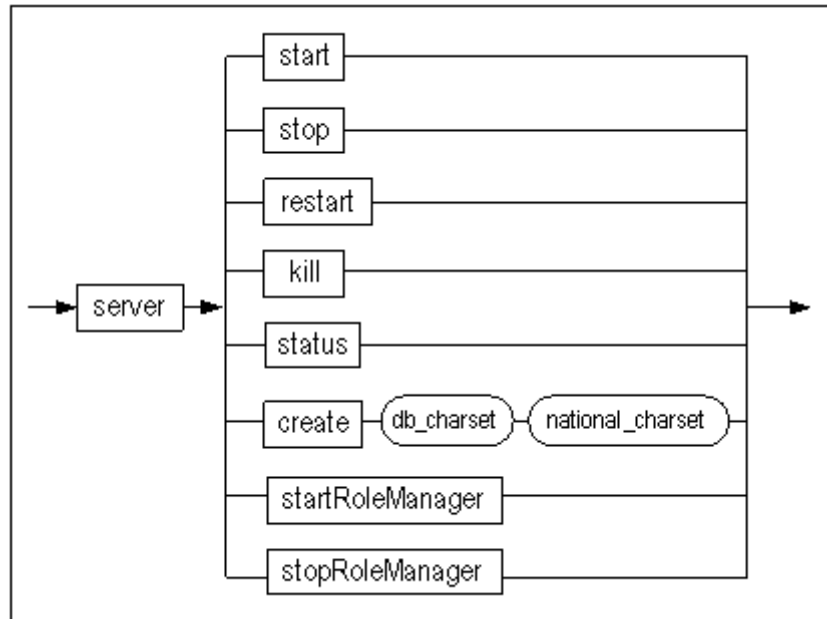 start
stop
restart
kill
server
status
create db_charset national_charset
startRoleManager
stopRoleManager